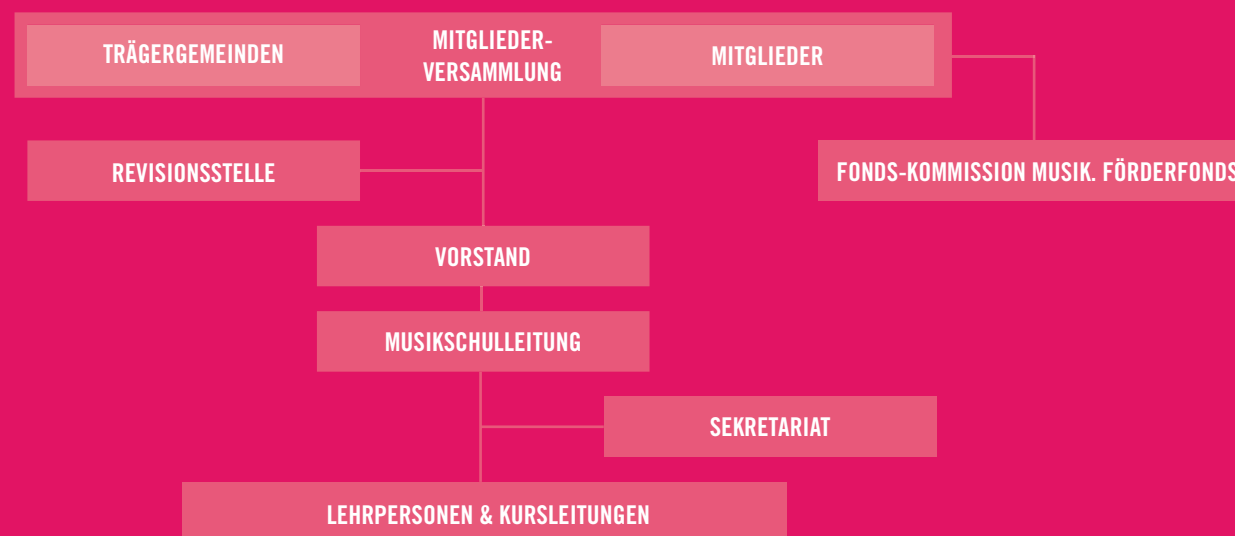 TRÄGERGEMEINDEN
MITGLIEDER-
VERSAMMLUNG
MITGLIEDER
REVISIONSSTELLE
FONDS-KOMMISSION MUSIK. FÖRDERFONDS
VORSTAND
MUSIKSCHULLEITUNG
SEKRETARIAT
LEHRPERSONEN & KURSLEITUNGEN